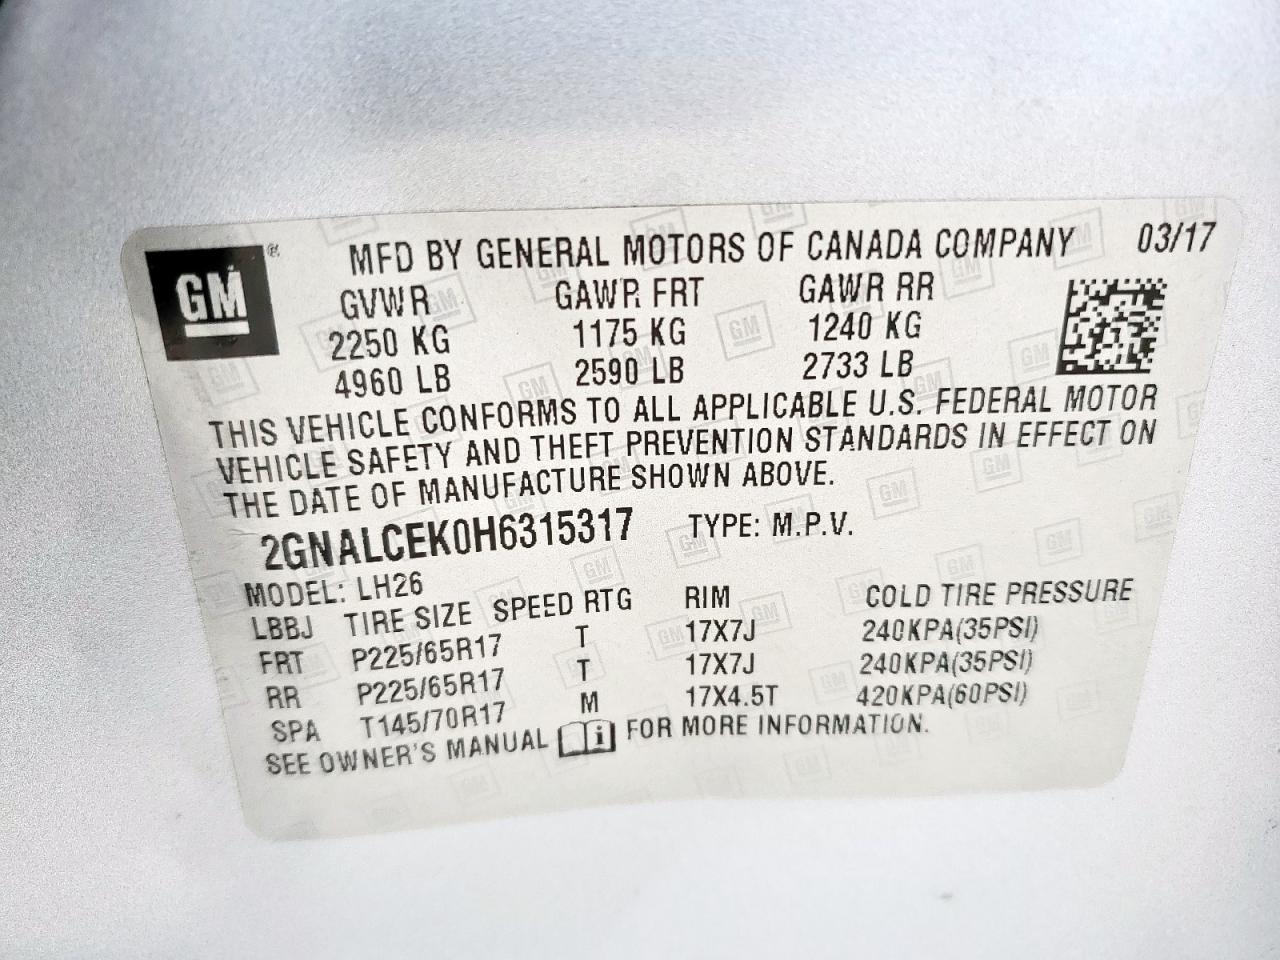 GM ® MFD BY GENERAL MOTORS OF CANADA COMPANY 03/17
GVWR GAWR FRT GAWR RR
2250 KG 1175 KG 1240 KG
4960 LB 2590 LB 2733 LB
THIS VEHICLE CONFORMS TO ALL APPLICABLE U.S. FEDERAL MOTOR
VEHICLE SAFETY AND THEFT PREVENTION STANDARDS IN EFFECT ON
THE DATE OF MANUFACTURE SHOWN ABOVE.
2GNALCEK0H6315317 TYPE: M.P.V.
MODEL: LH26
LBBJ TIRE SIZE SPEED RTG RIM COLD TIRE PRESSURE
FRT P225/65R17 T 17X7J 240KPA(35PSI)
RR P225/65R17 T 17X7J 240KPA(35PSI)
SPA T145/70R17 M 17X4.5T 420KPA(60PSI)
SEE OWNER'S MANUAL i FOR MORE INFORMATION.